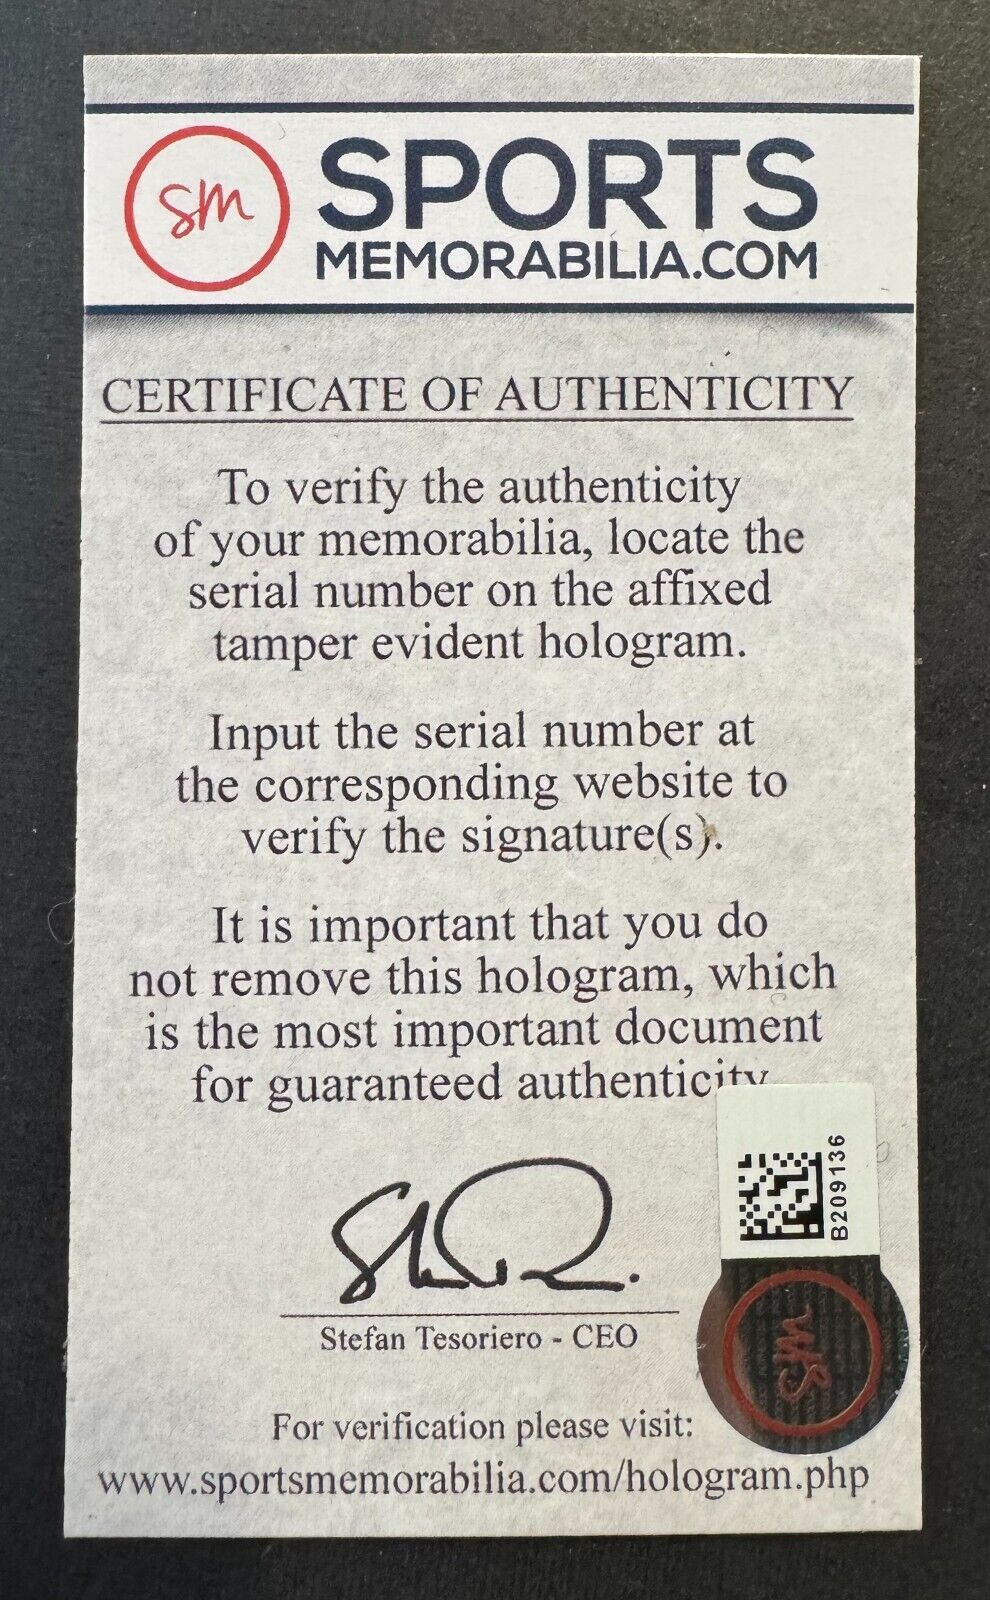 sm
SPORTS
MEMORABILIA.COM
CERTIFICATE OF AUTHENTICITY
To verify the authenticity
of your memorabilia, locate the
serial number on the affixed
tamper evident hologram.
Input the serial number at
the corresponding website to
verify the signature(s).
It is important that you do
not remove this hologram, which
is the most important document
for guaranteed authenticity
B209136
sm
Stefan Tesoriero - CEO
For verification please visit:
www.sportsmemorabilia.com/hologram.php